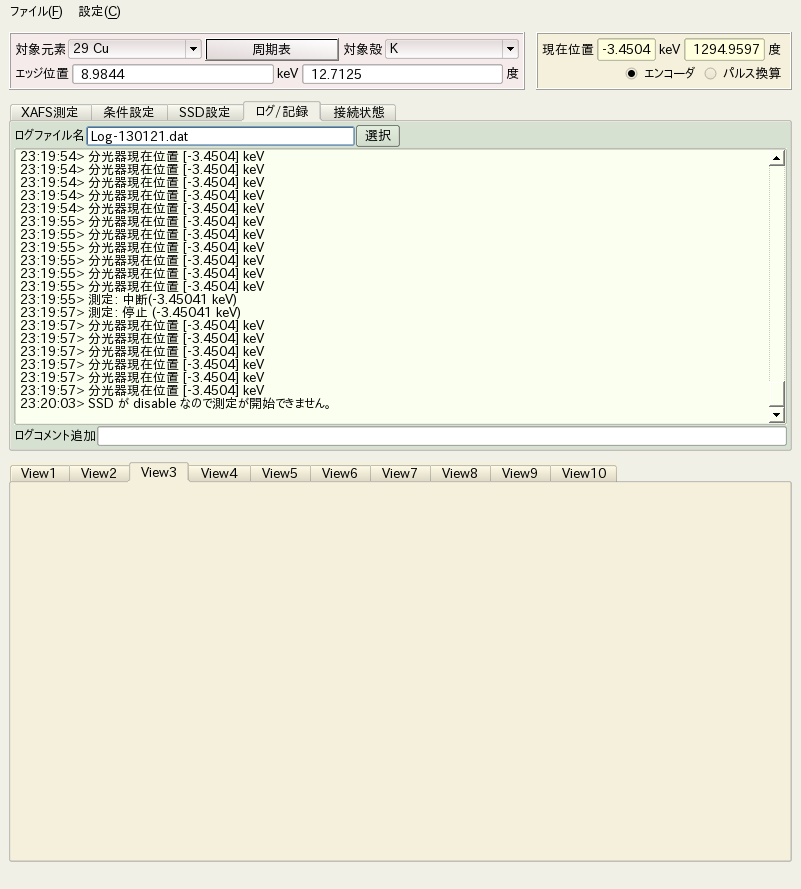 ファイル(F) 設定(C)
対象元素 29 Cu 周期表 対象殻 K
エッジ位置 8.9844 keV 12.7125 度
現在位置 -3.4504 keV 1294.9597 度
エンコーダ パルス換算
XAFS測定 条件設定 SSD設定 ログ/記録 接続状態
ログファイル名 Log-130121.dat 選択
23:19:54> 分光器現在位置 [-3.4504] keV
23:19:54> 分光器現在位置 [-3.4504] keV
23:19:54> 分光器現在位置 [-3.4504] keV
23:19:54> 分光器現在位置 [-3.4504] keV
23:19:54> 分光器現在位置 [-3.4504] keV
23:19:55> 分光器現在位置 [-3.4504] keV
23:19:55> 分光器現在位置 [-3.4504] keV
23:19:55> 分光器現在位置 [-3.4504] keV
23:19:55> 分光器現在位置 [-3.4504] keV
23:19:55> 分光器現在位置 [-3.4504] keV
23:19:55> 分光器現在位置 [-3.4504] keV
23:19:55> 測定: 中断(-3.45041 keV)
23:19:57> 測定: 停止 (-3.45041 keV)
23:19:57> 分光器現在位置 [-3.4504] keV
23:19:57> 分光器現在位置 [-3.4504] keV
23:19:57> 分光器現在位置 [-3.4504] keV
23:19:57> 分光器現在位置 [-3.4504] keV
23:19:57> 分光器現在位置 [-3.4504] keV
23:19:57> 分光器現在位置 [-3.4504] keV
23:20:03> SSD が disable なので測定が開始できません。
ログコメント追加
View1 View2 View3 View4 View5 View6 View7 View8 View9 View10